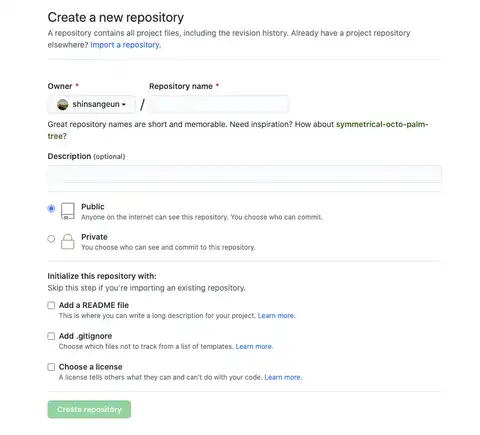 Create a new repository
A repository contains all project files, including the revision history. Already have a project repository
elsewhere? Import a repository.
Owner * Repository name *
shinsangeun /
Great repository names are short and memorable. Need inspiration? How about symmetrical-octo-palm-
tree?
Description (optional)
Public
Anyone on the internet can see this repository. You choose who can commit.
Private
You choose who can see and commit to this repository.
Initialize this repository with:
Skip this step if you're importing an existing repository.
Add a README file
This is where you can write a long description for your project. Learn more.
Add .gitignore
Choose which files not to track from a list of templates. Learn more.
Choose a license
A license tells others what they can and can't do with your code. Learn more.
Create repository